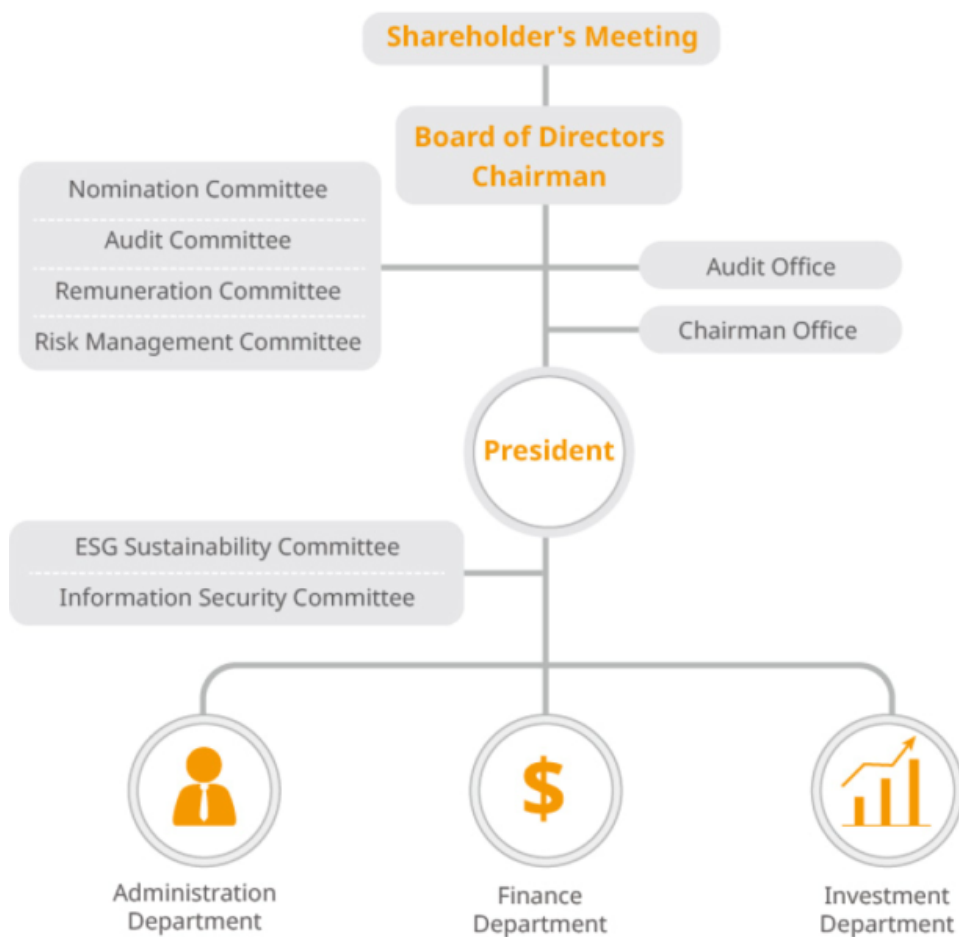 Shareholder's Meeting
Board of Directors
Chairman
Nomination Committee
Audit Committee
Remuneration Committee
Risk Management Committee
Audit Office
Chairman Office
President
ESG Sustainability Committee
Information Security Committee
$
Administration
Department
Finance
Department
Investment
Department